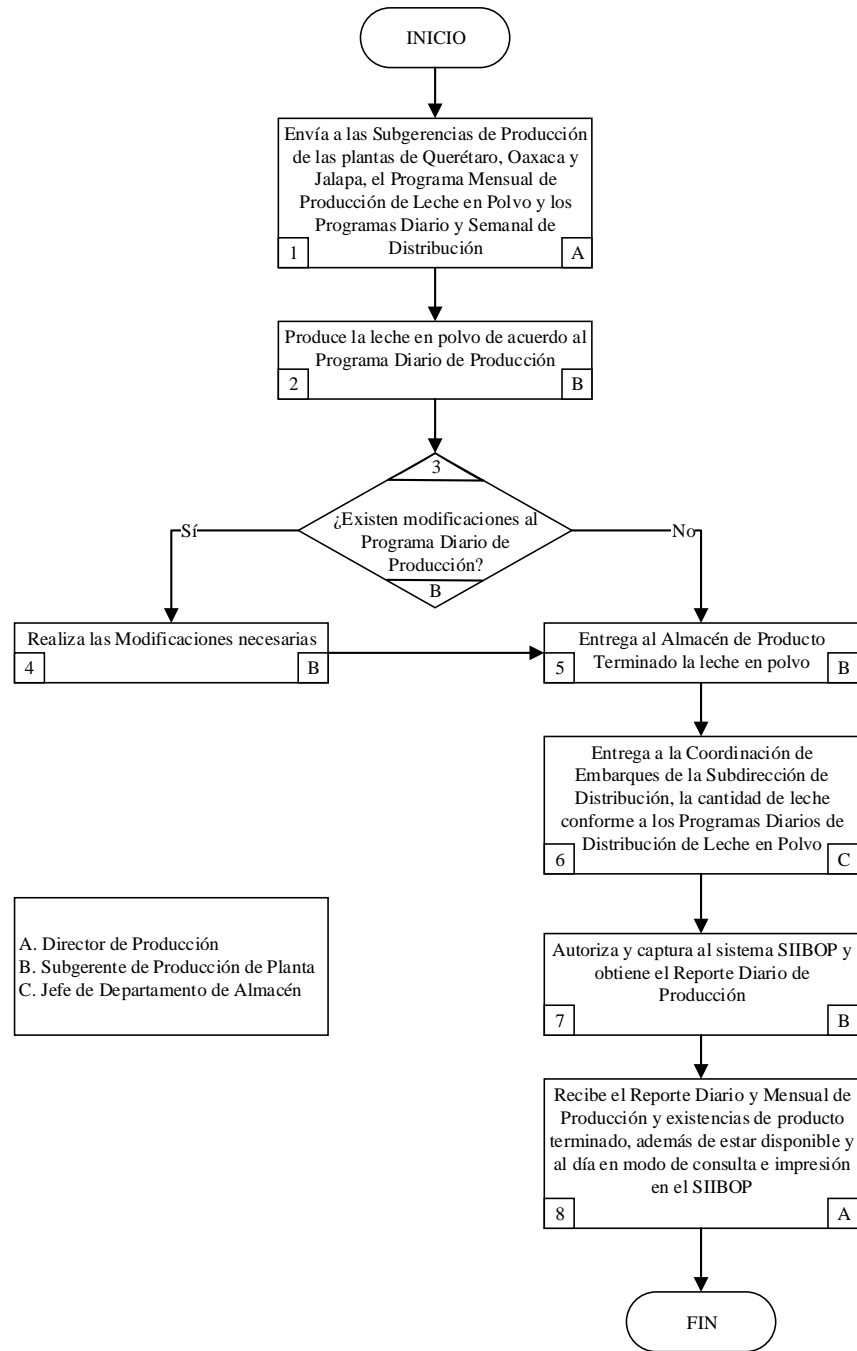 INICIO
Envía a las Subgerencias de Producción
de las plantas de Querétaro, Oaxaca y
Jalapa, el Programa Mensual de
Producción de Leche en Polvo y los
Programas Diario y Semanal de
Distribución
1
A
Produce la leche en polvo de acuerdo al
Programa Diario de Producción
2
B
3
¿Existen modificaciones al
Programa Diario de
Producción?
B
Sí
No
Realiza las Modificaciones necesarias
4
B
Entrega al Almacén de Producto
Terminado la leche en polvo
5
B
Entrega a la Coordinación de
Embarques de la Subdirección de
Distribución, la cantidad de leche
conforme a los Programas Diarios de
Distribución de Leche en Polvo
6
C
A. Director de Producción
B. Subgerente de Producción de Planta
C. Jefe de Departamento de Almacén
Autoriza y captura al sistema SIIBOP y
obtiene el Reporte Diario de
Producción
7
B
Recibe el Reporte Diario y Mensual de
Producción y existencias de producto
terminado, además de estar disponible y
al día en modo de consulta e impresión
en el SIIBOP
8
A
FIN